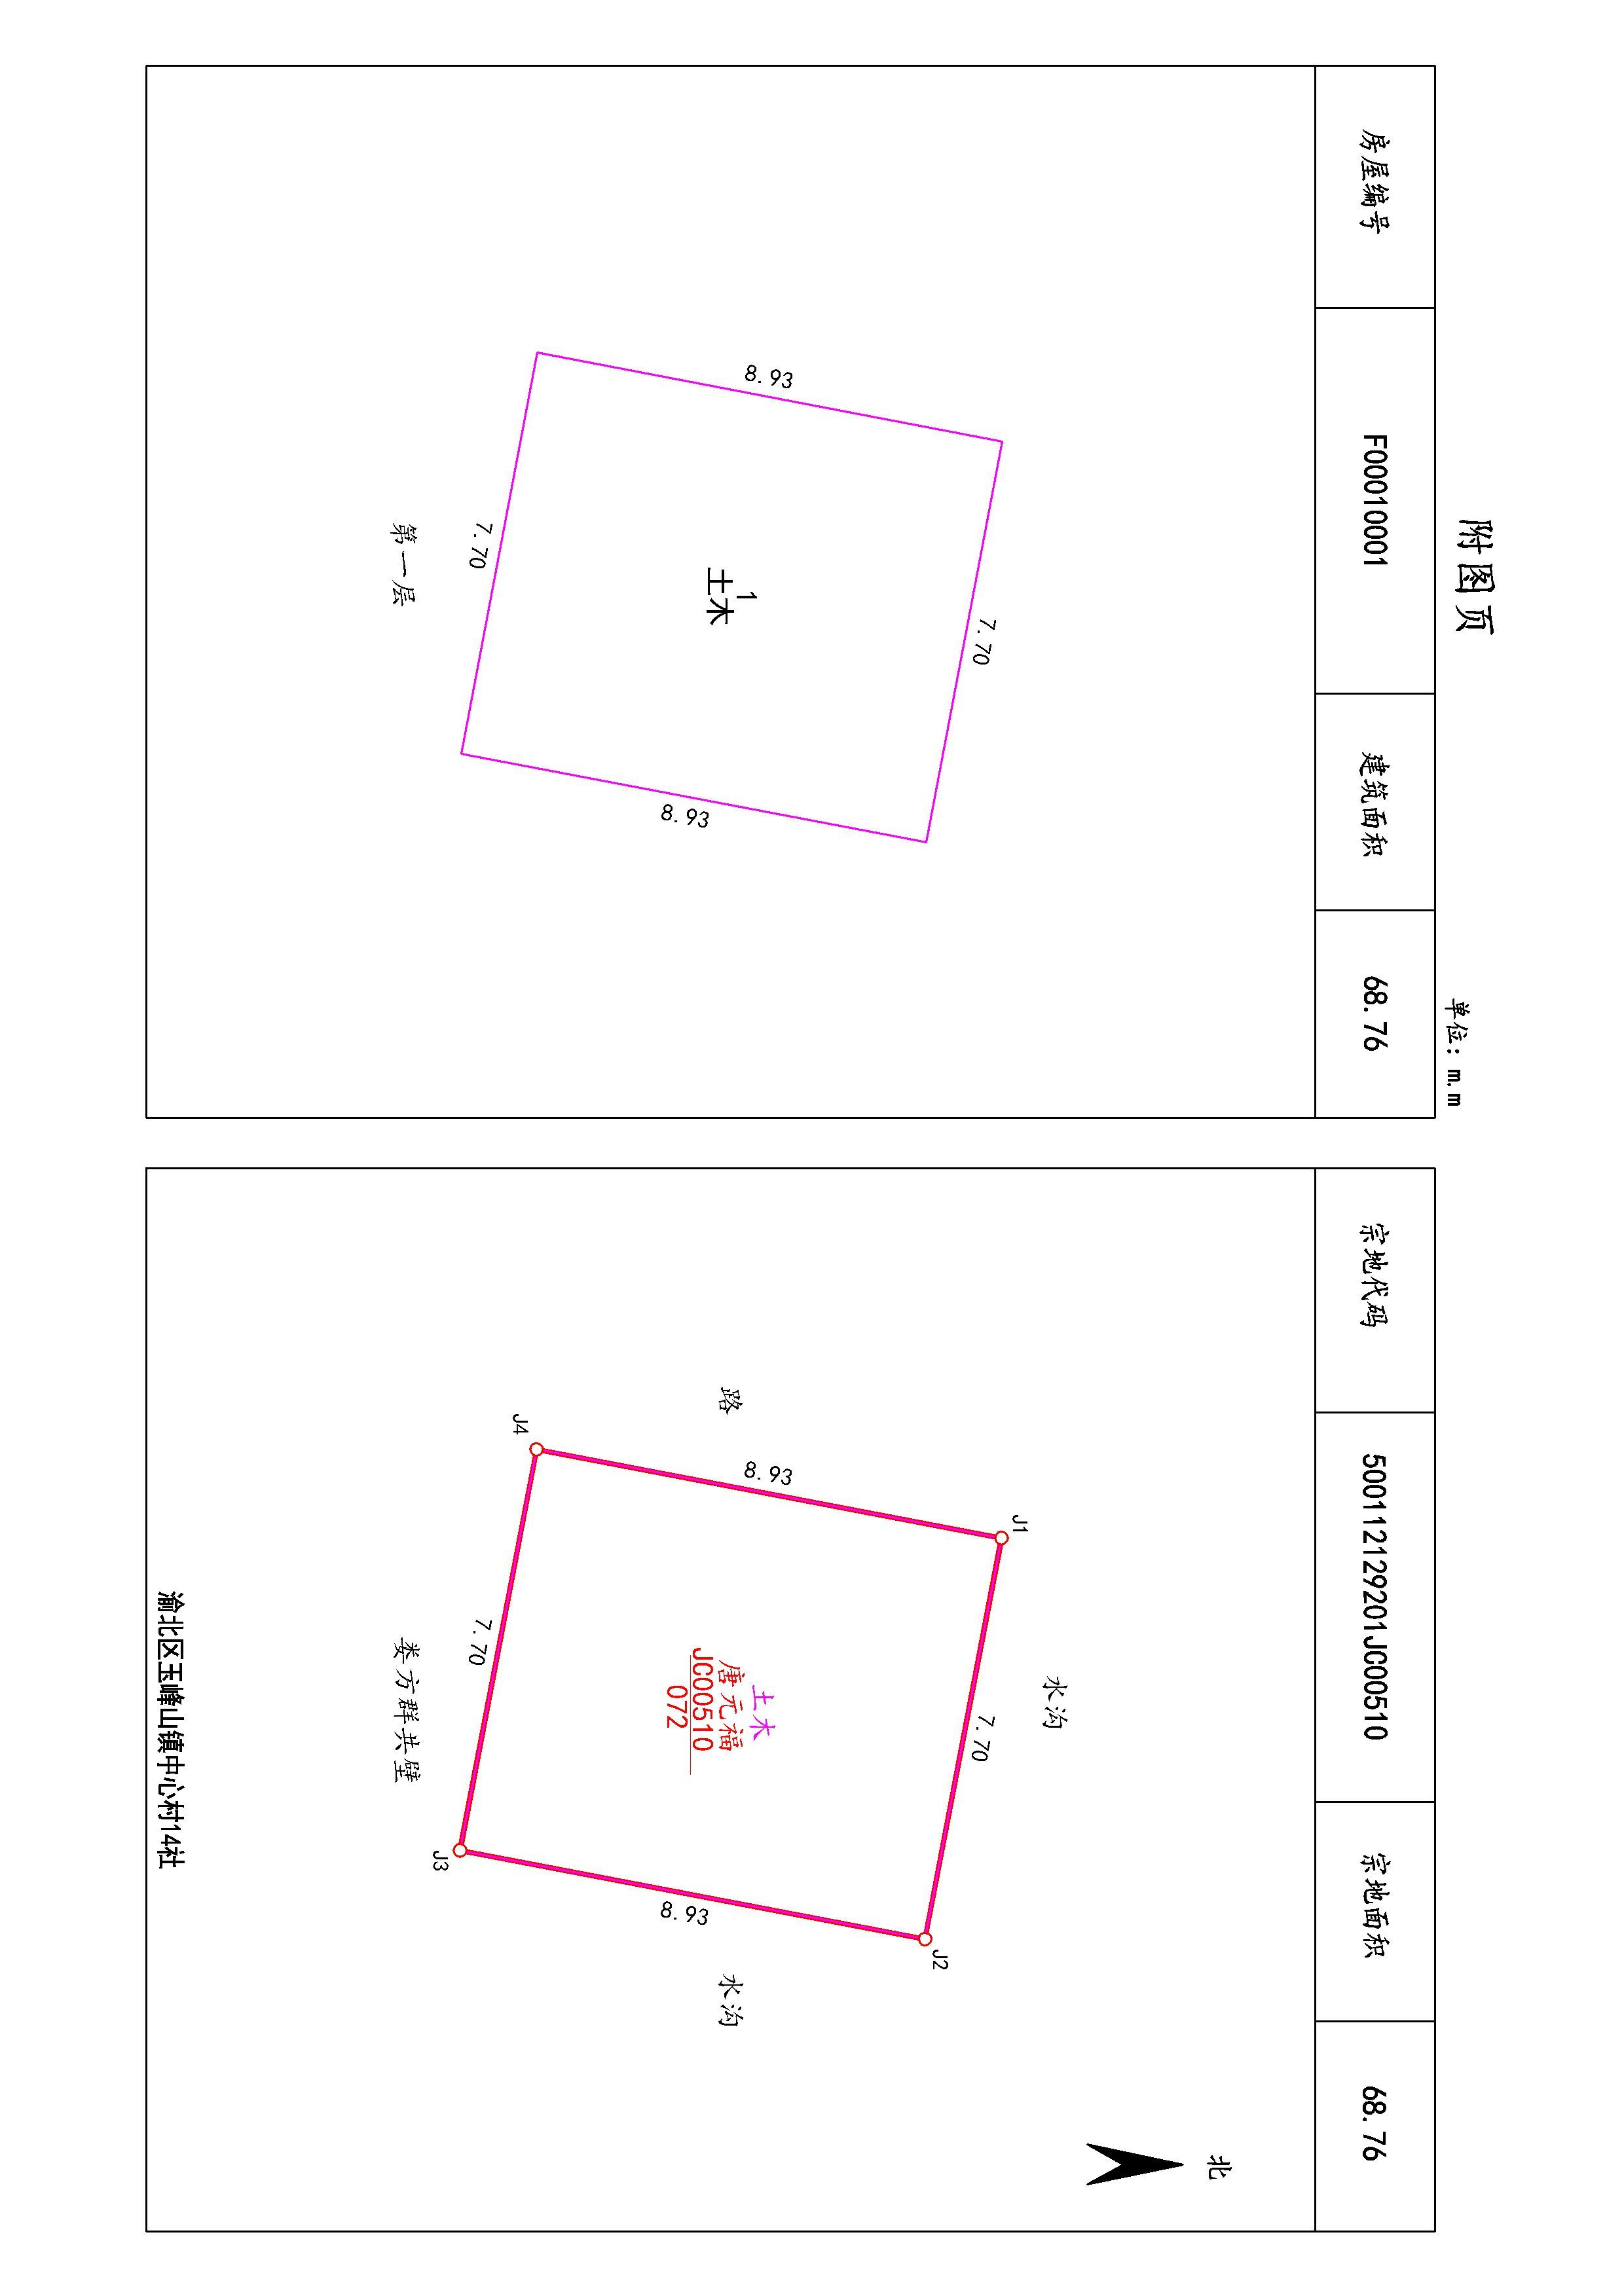 附图页
单位：m.m
房屋编号 F00010001 建筑面积 68.76
7.70
8.93
8.93
1
土木
7.70
第一层
宗地代码 500112129201JC00510 宗地面积 68.76
北
水沟
J1
J2
7.70
8.93
8.93
路
水沟
土木
唐元福
JC00510
072
7.70
J4
J3
娄方群共壁
渝北区玉峰山镇中心村14社